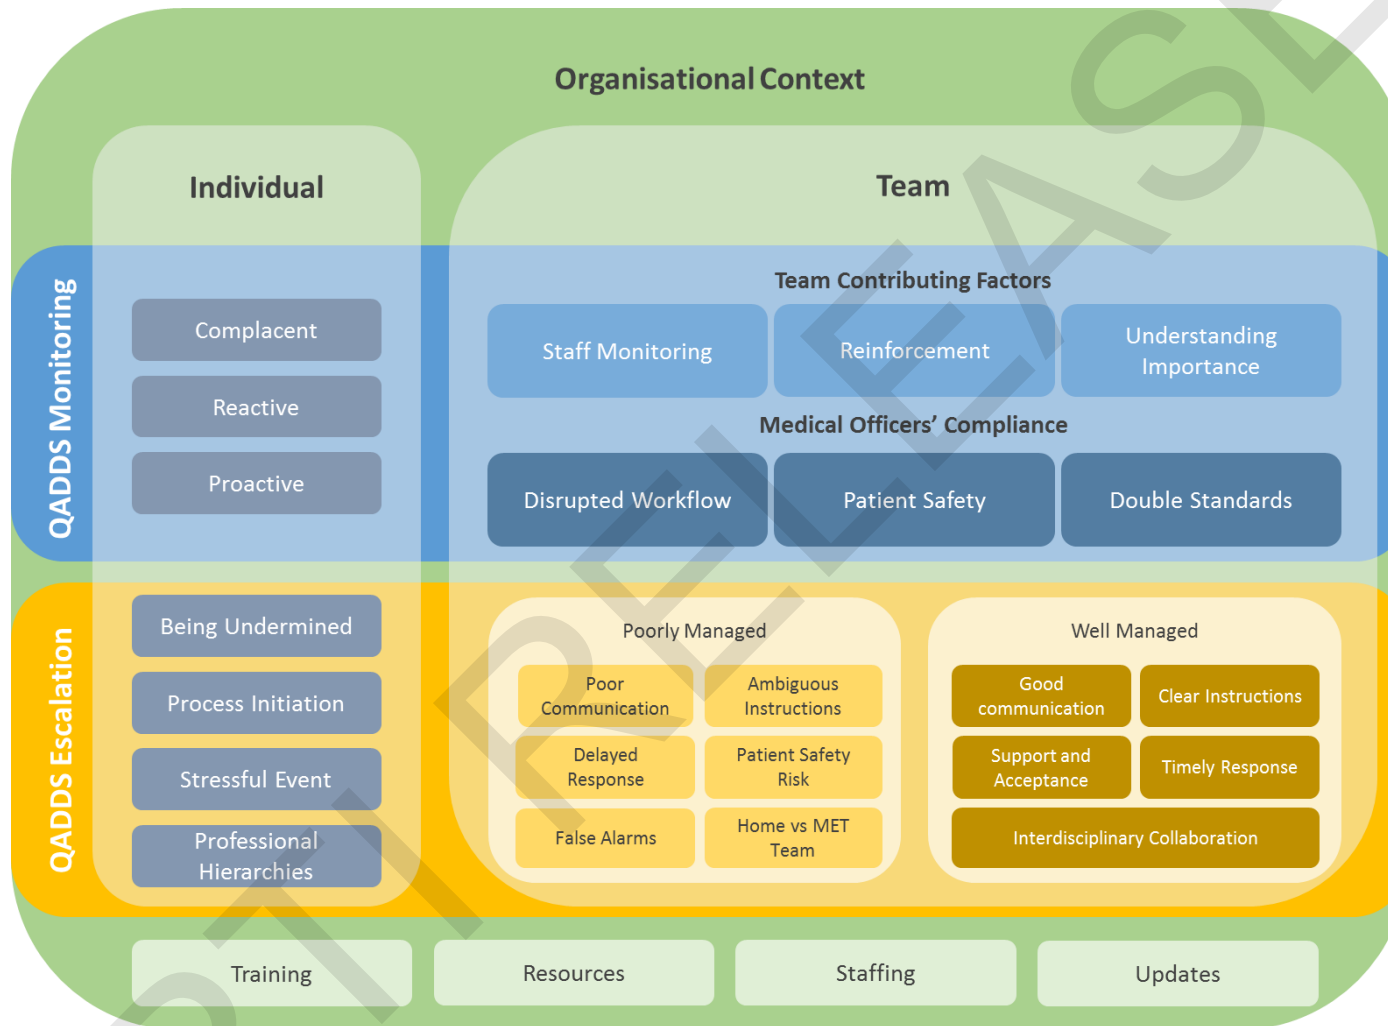 Organisational Context
Individual
Team
QADDS Monitoring
Complacent
Reactive
Proactive
Team Contributing Factors
Staff Monitoring
Reinforcement
Understanding
Importance
Medical Officers' Compliance
Disrupted Workflow
Patient Safety
Double Standards
QADDS Escalation
Being Undermined
Process Initiation
Stressful Event
Professional
Hierarchies
Poorly Managed
Poor
Communication
Ambiguous
Instructions
Delayed
Response
Patient Safety
Risk
False Alarms
Home vs MET
Team
Well Managed
Good
communication
Clear Instructions
Support and
Acceptance
Timely Response
Interdisciplinary Collaboration
Training
Resources
Staffing
Updates
RTI RELEASE